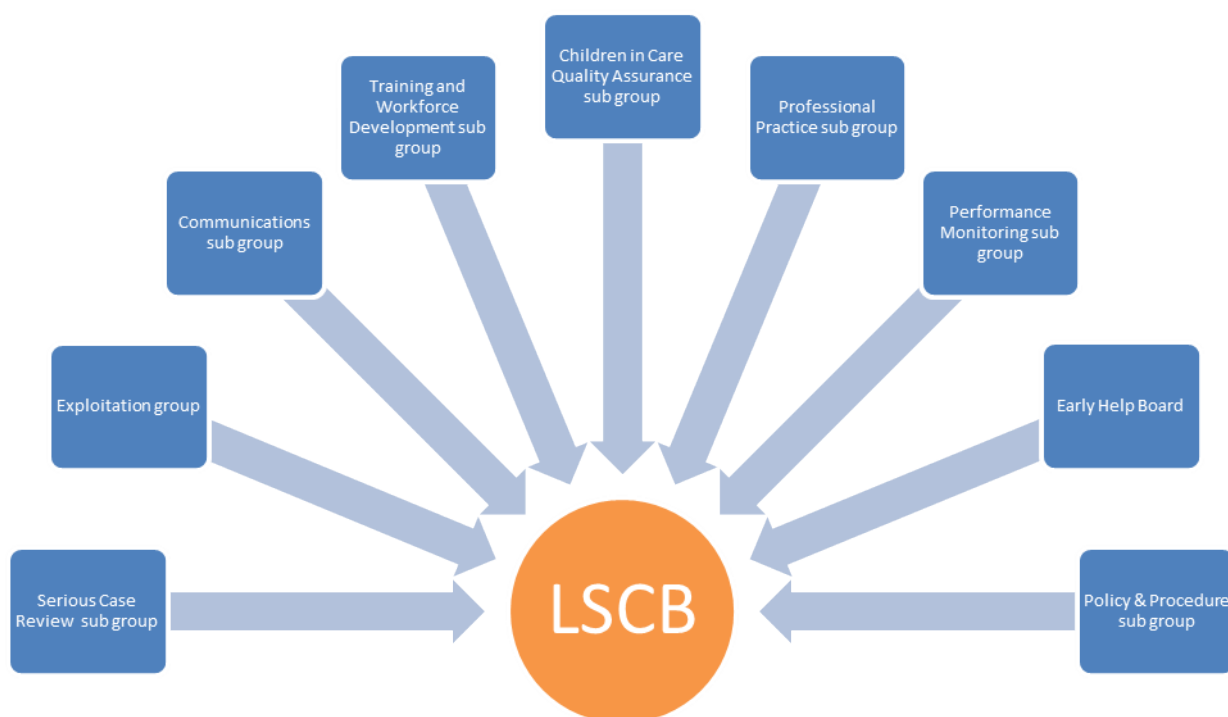 Children in Care
Quality Assurance
sub group
Training and
Workforce
Development sub
group
Professional
Practice sub group
Communications
sub group
Performance
Monitoring sub
group
Exploitation group
Early Help Board
Serious Case
Review sub group
LSCB
Policy & Procedure
sub group